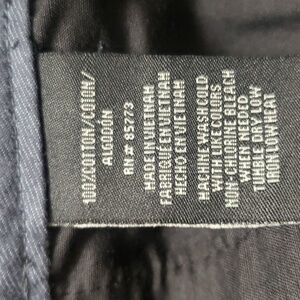 100%COTTON/COTON/
ALGODÓN
RN# 85773
MADE IN VIETNAM
FABRIQUÉ EN VIETNAM
HECHO EN VIETNAM
MACHINE WASH COLD
WITH LIKE COLORS
NON-CHLORINE BLEACH
WHEN NEEDED
TUMBLE DRY LOW
IRON LOW HEAT